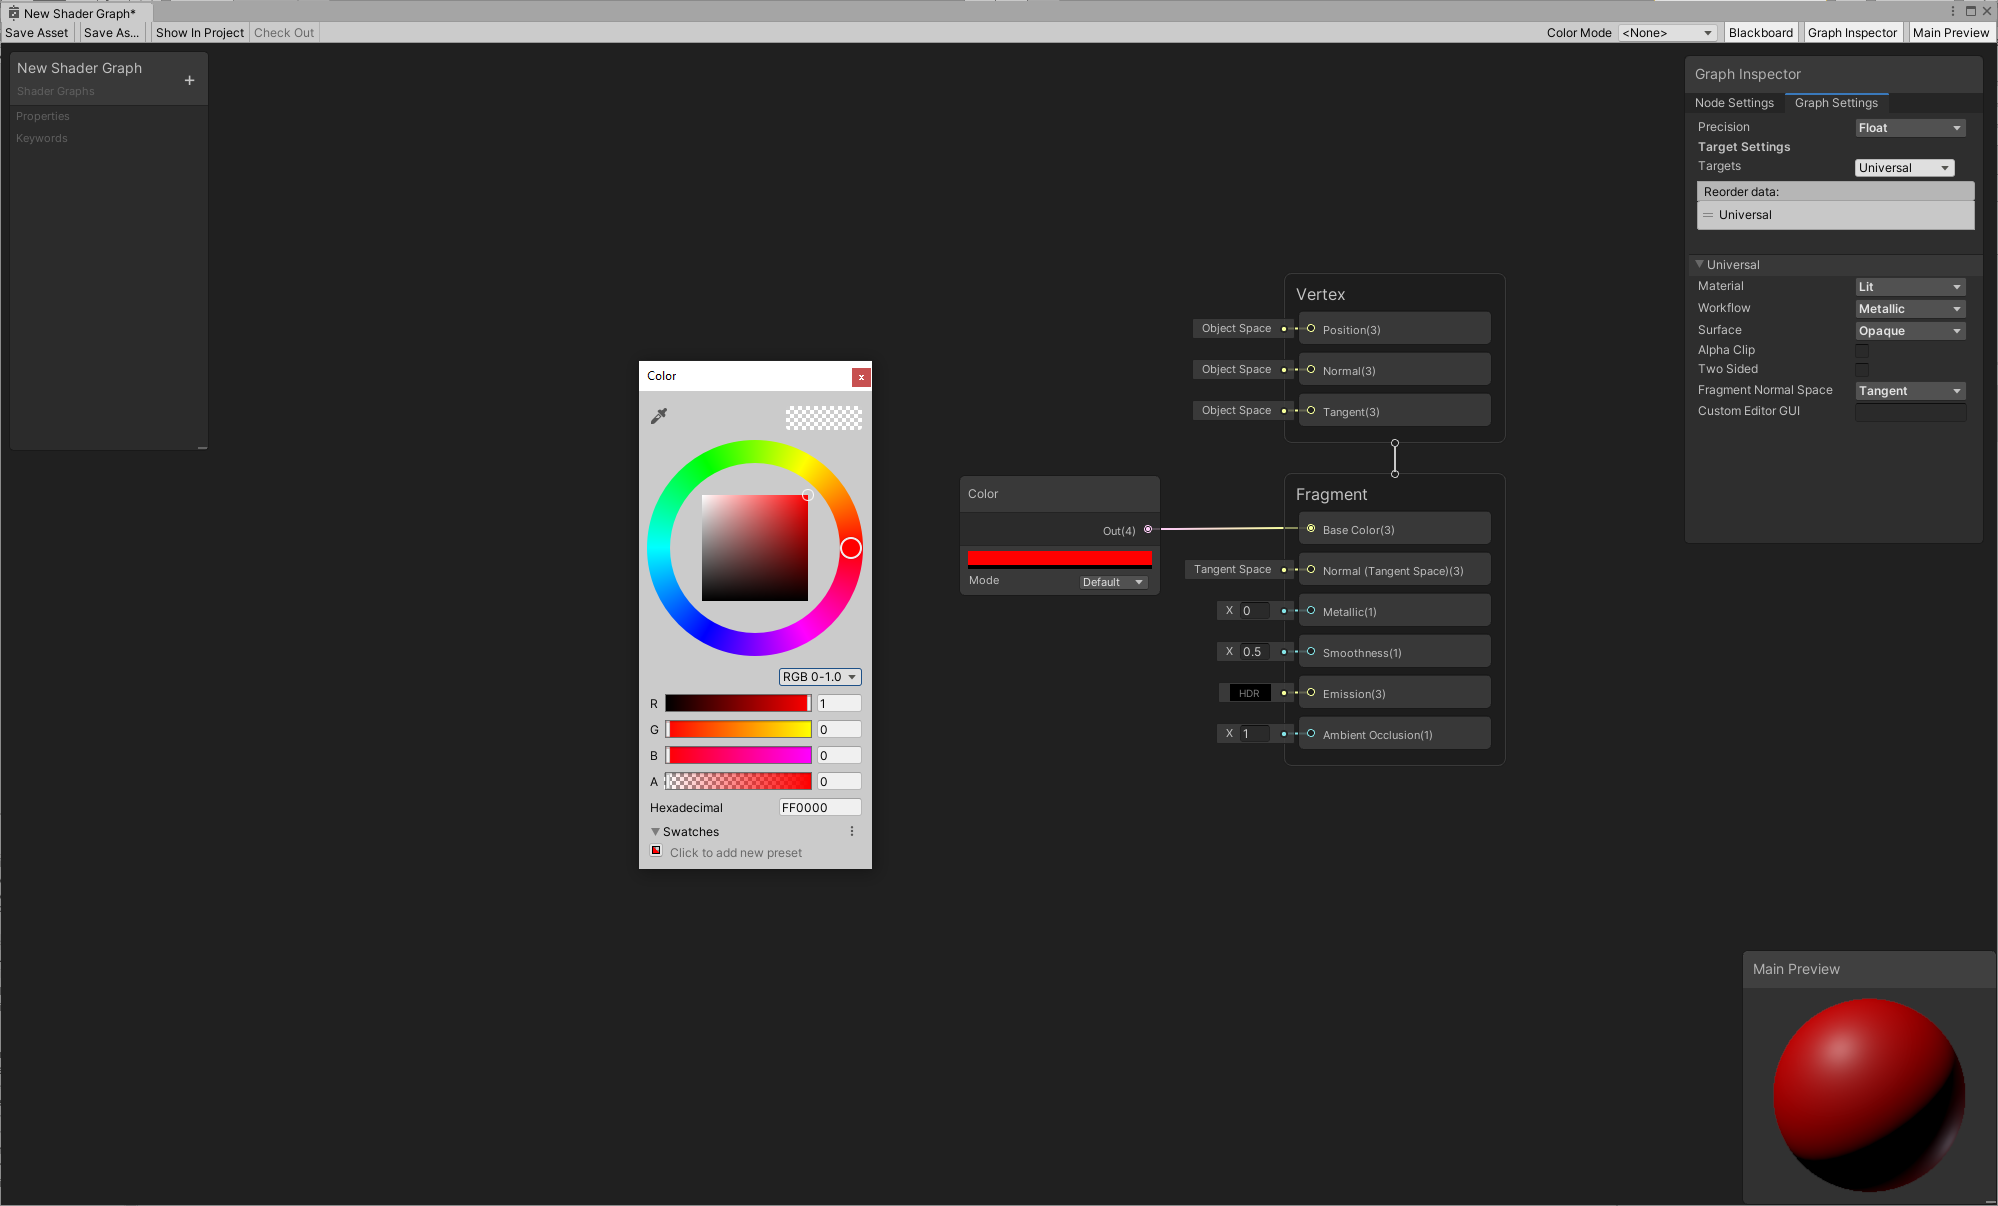 New Shader Graph*
Save Asset Save As... Show In Project Check Out Color Mode <None> Blackboard Graph Inspector Main Preview
New Shader Graph
+
Shader Graphs
Properties
Keywords
Color
x
RGB 0-1.0
R 1
G 0
B 0
A 0
Hexadecimal FF0000
Swatches
Click to add new preset
Color
Out(4)
Mode Default
Vertex
Object Space Position(3)
Object Space Normal(3)
Object Space Tangent(3)
Fragment
Base Color(3)
Tangent Space Normal (Tangent Space)(3)
X 0 Metallic(1)
X 0.5 Smoothness(1)
HDR Emission(3)
X 1 Ambient Occlusion(1)
Graph Inspector
Node Settings Graph Settings
Precision Float
Target Settings
Targets Universal
Reorder data:
Universal
Universal
Material Lit
Workflow Metallic
Surface Opaque
Alpha Clip
Two Sided
Fragment Normal Space Tangent
Custom Editor GUI
Main Preview